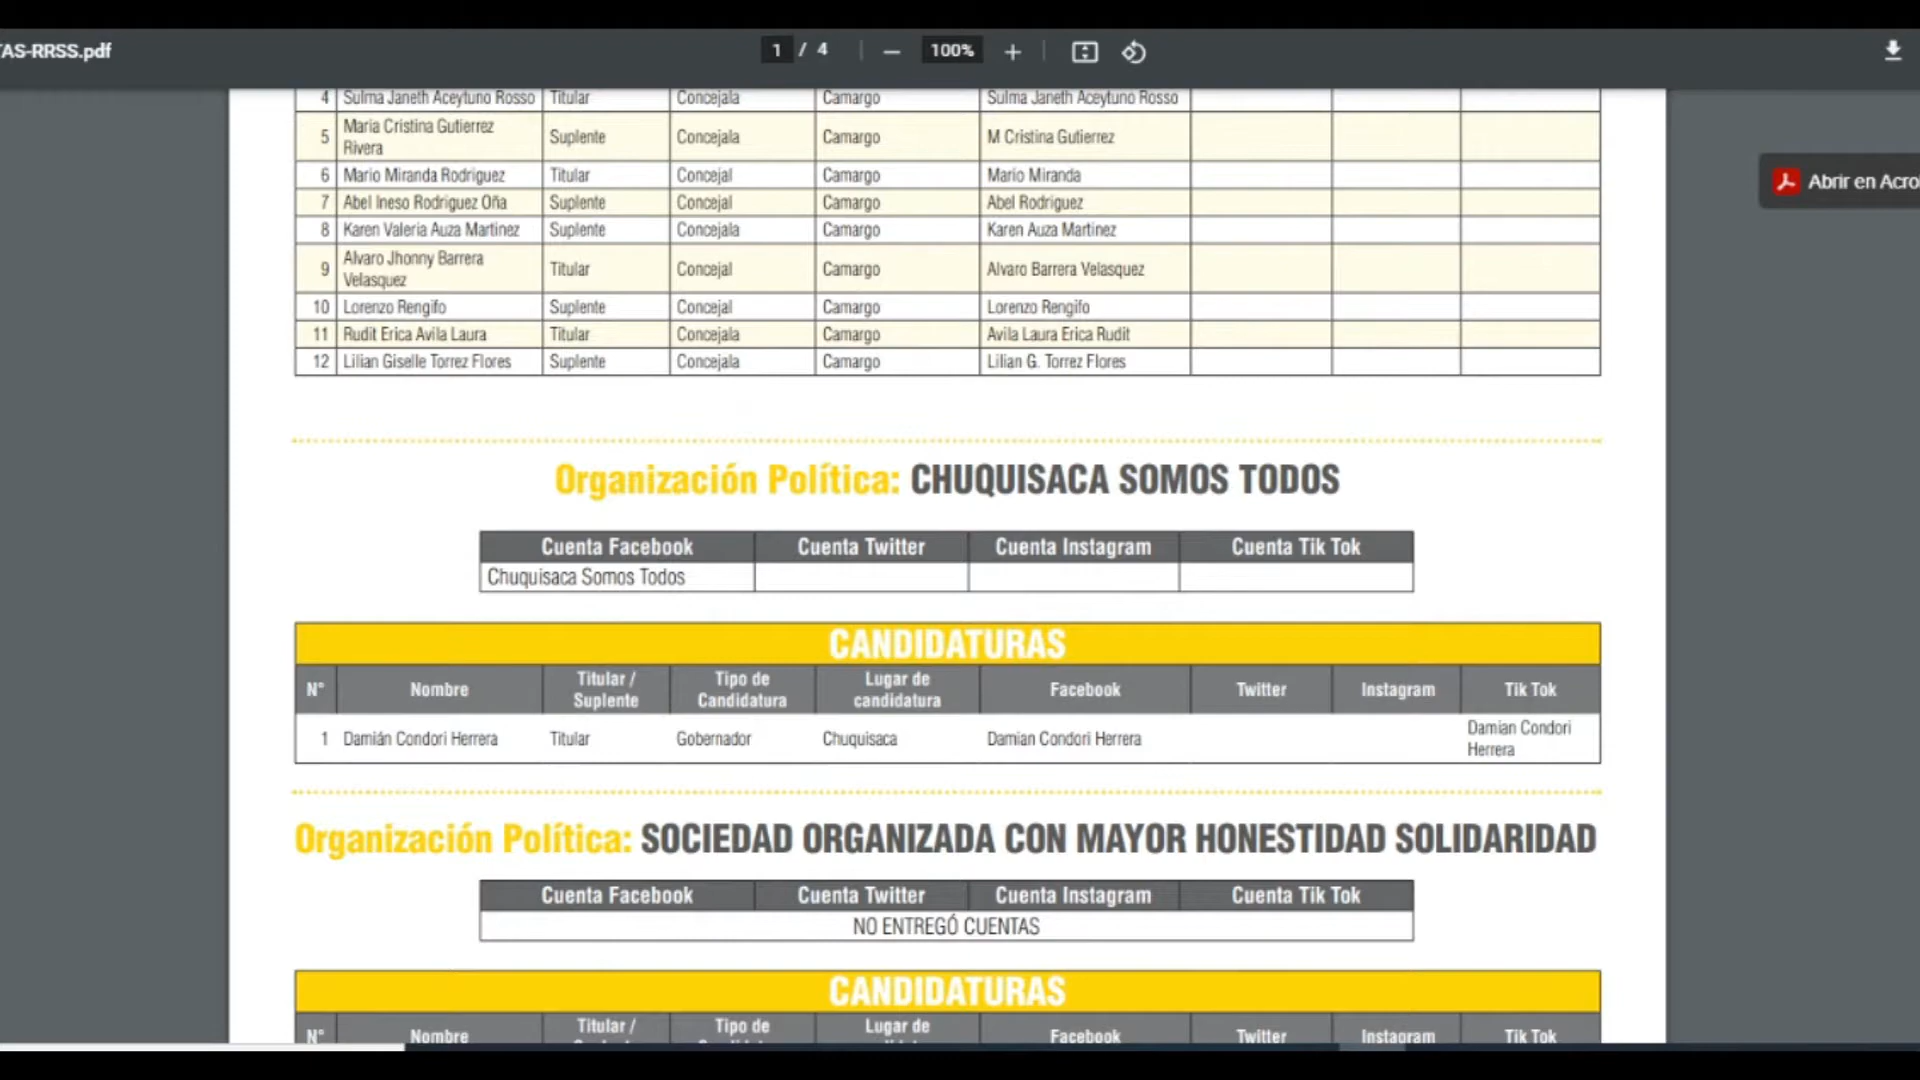 TAS-RRSS.pdf
1 / 4
100%
Abrir en Acro
4 Sulma Janeth Aceytuno Rosso Titular Concejala Camargo Sulma Janeth Aceytuno Rosso
5 Maria Cristina Gutierrez Rivera Suplente Concejala Camargo M Cristina Gutierrez
6 Mario Miranda Rodriguez Titular Concejal Camargo Mario Miranda
7 Abel Ineso Rodriguez Oña Suplente Concejal Camargo Abel Rodriguez
8 Karen Valeria Auza Martinez Suplente Concejala Camargo Karen Auza Martinez
9 Alvaro Jhonny Barrera Velasquez Titular Concejal Camargo Alvaro Barrera Velasquez
10 Lorenzo Rengifo Suplente Concejal Camargo Lorenzo Rengifo
11 Rudit Erica Avila Laura Titular Concejala Camargo Avila Laura Erica Rudit
12 Lilian Giselle Torrez Flores Suplente Concejala Camargo Lilian G. Torrez Flores
Organización Política: CHUQUISACA SOMOS TODOS
Cuenta Facebook Cuenta Twitter Cuenta Instagram Cuenta Tik Tok
Chuquisaca Somos Todos
CANDIDATURAS
N° Nombre Titular / Suplente Tipo de Candidatura Lugar de candidatura Facebook Twitter Instagram Tik Tok
1 Damián Condori Herrera Titular Gobernador Chuquisaca Damian Condori Herrera Damian Condori Herrera
Organización Política: SOCIEDAD ORGANIZADA CON MAYOR HONESTIDAD SOLIDARIDAD
Cuenta Facebook Cuenta Twitter Cuenta Instagram Cuenta Tik Tok
NO ENTREGÓ CUENTAS
CANDIDATURAS
N° Nombre Titular / Tipo de Lugar de Facebook Twitter Instagram Tik Tok